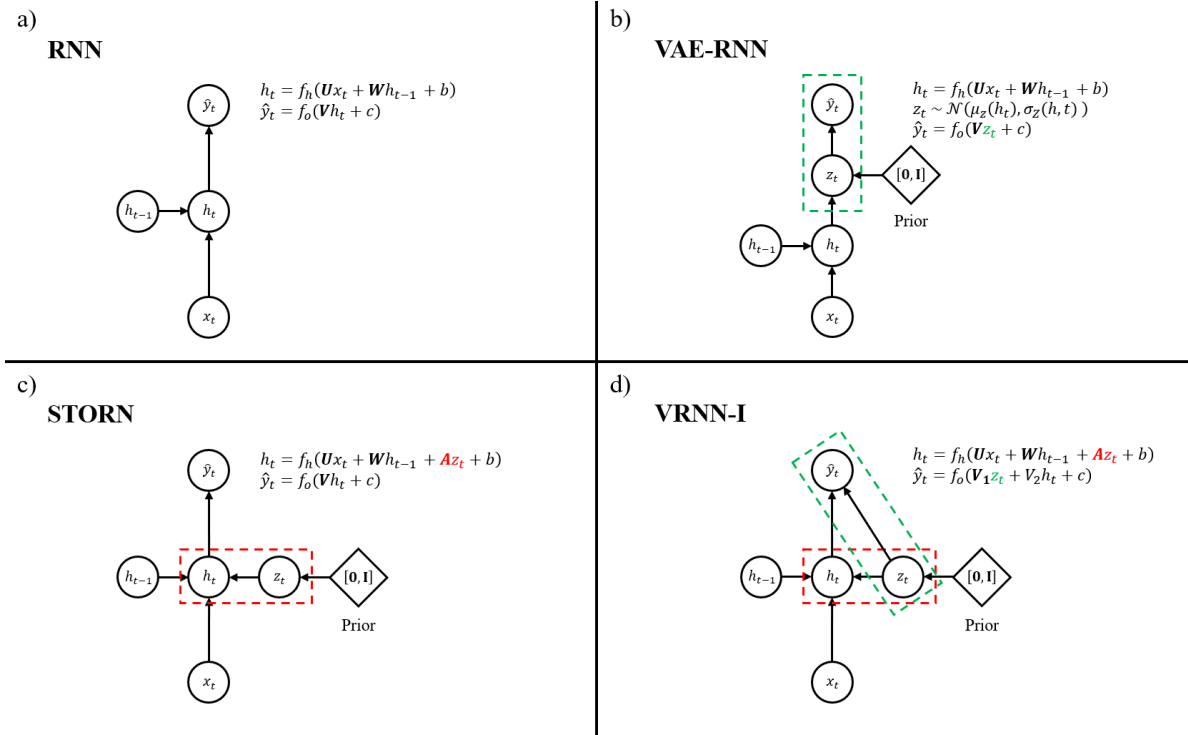 a)
RNN
h_t = f_h(Ux_t + Wh_{t-1} + b)
ŷ_t = f_o(Vh_t + c)
ŷ_t
h_{t-1}
h_t
x_t
b)
VAE-RNN
h_t = f_h(Ux_t + Wh_{t-1} + b)
z_t ~ 𝒩(μ_z(h_t), σ_Z(h, t) )
ŷ_t = f_o(Vz_t + c)
ŷ_t
z_t
[0, I]
Prior
h_{t-1}
h_t
x_t
c)
STORN
h_t = f_h(Ux_t + Wh_{t-1} + Az_t + b)
ŷ_t = f_o(Vh_t + c)
ŷ_t
h_{t-1}
h_t
z_t
[0, I]
Prior
x_t
d)
VRNN-I
h_t = f_h(Ux_t + Wh_{t-1} + Az_t + b)
ŷ_t = f_o(V_1z_t + V_2h_t + c)
ŷ_t
h_{t-1}
h_t
z_t
[0, I]
Prior
x_t